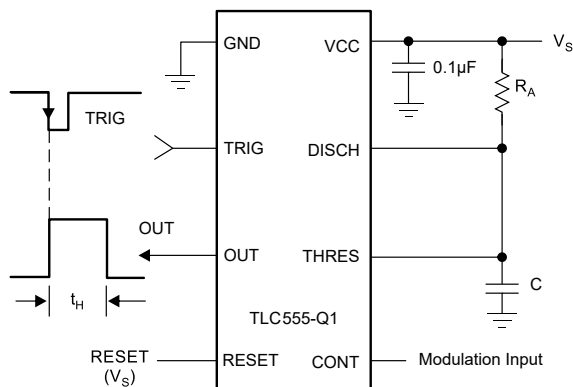 GND
VCC
V_S
0.1µF
R_A
TRIG
TRIG
DISCH
OUT
OUT
THRES
C
t_H
TLC555-Q1
RESET
(V_S)
RESET
CONT
Modulation Input